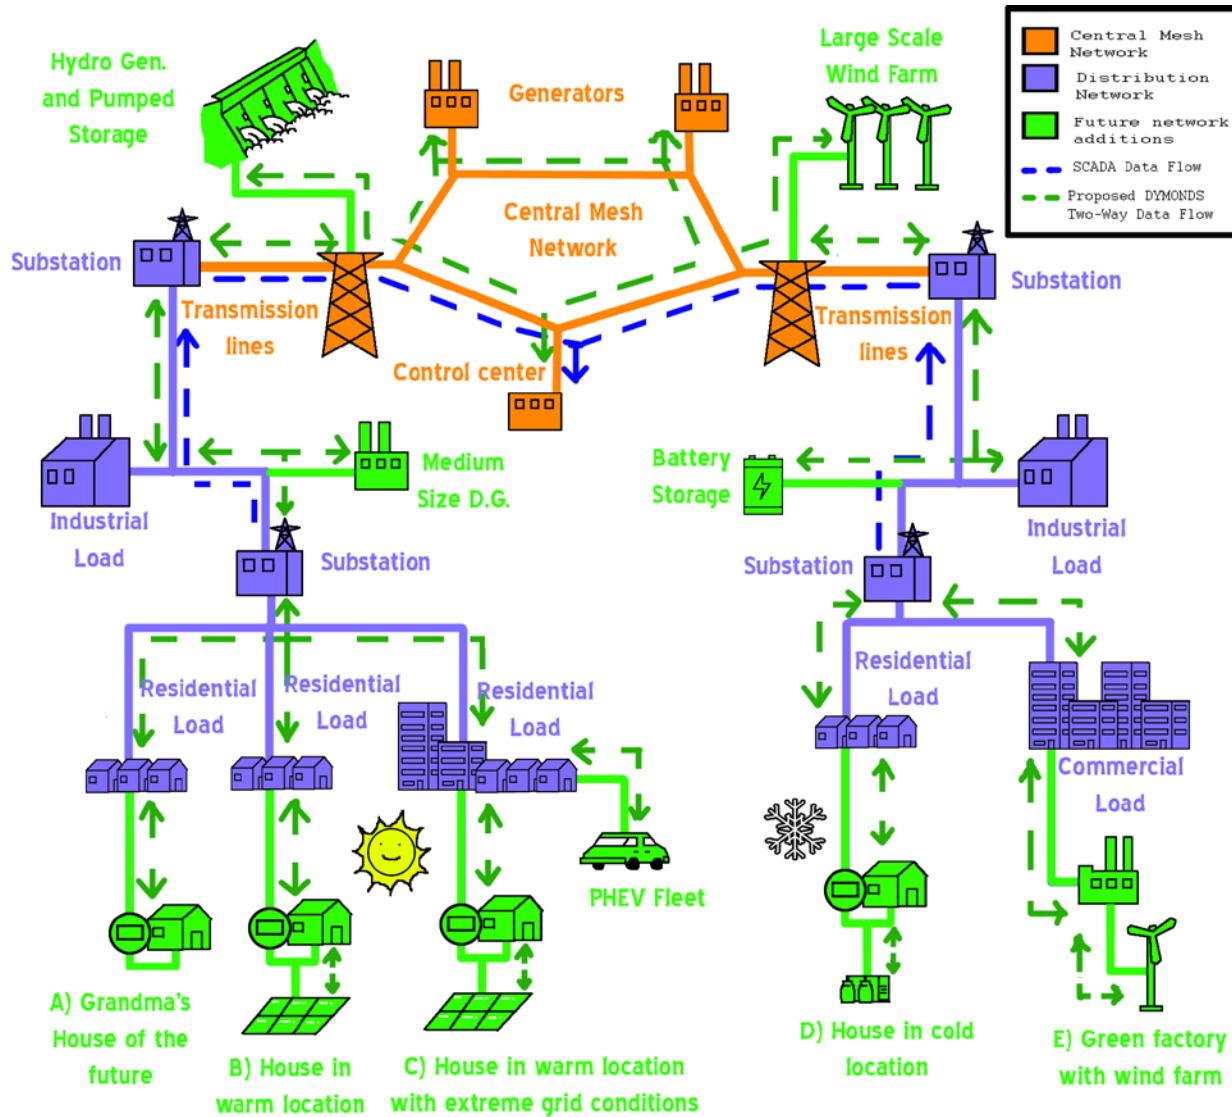 Hydro Gen.
and Pumped
Storage
Generators
Large Scale
Wind Farm
Central Mesh
Network
Distribution
Network
Future network
additions
SCADA Data Flow
Proposed DYMONDS
Two-Way Data Flow
Central Mesh
Network
Substation
Substation
Transmission
lines
Transmission
lines
Control center
Medium
Size D.G.
Battery
Storage
Industrial
Load
Industrial
Load
Substation
Substation
Residential
Load
Residential
Load
Residential
Load
Residential
Load
Commercial
Load
PHEV Fleet
A) Grandma's
House of the
future
B) House in
warm location
C) House in warm location
with extreme grid conditions
D) House in cold
location
E) Green factory
with wind farm